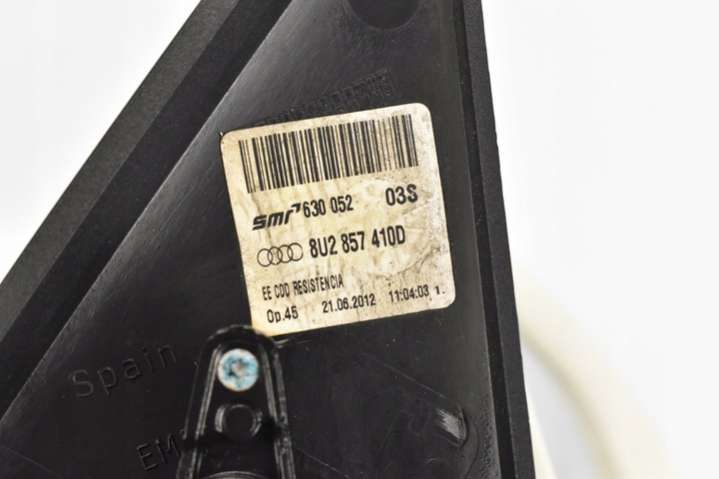 smr 630 052 03S
8U2 857 410D
EE CDD RESISTENCIA
Op.45 21.06.2012 11:04:03 1.
Spain